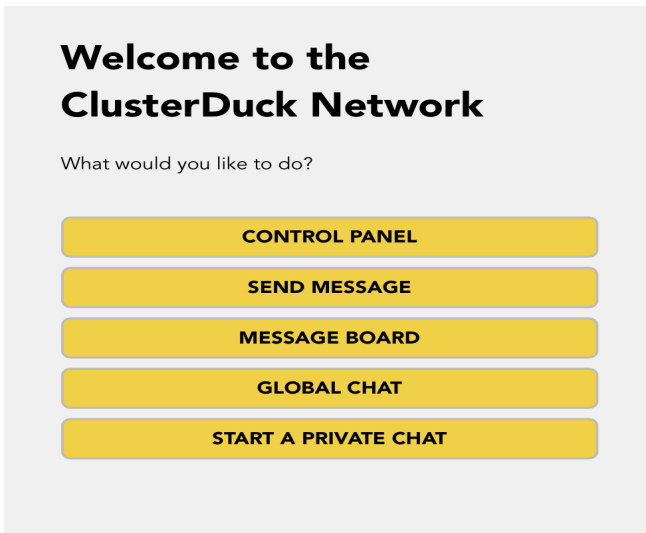 Welcome to the
ClusterDuck Network
What would you like to do?
CONTROL PANEL
SEND MESSAGE
MESSAGE BOARD
GLOBAL CHAT
START A PRIVATE CHAT